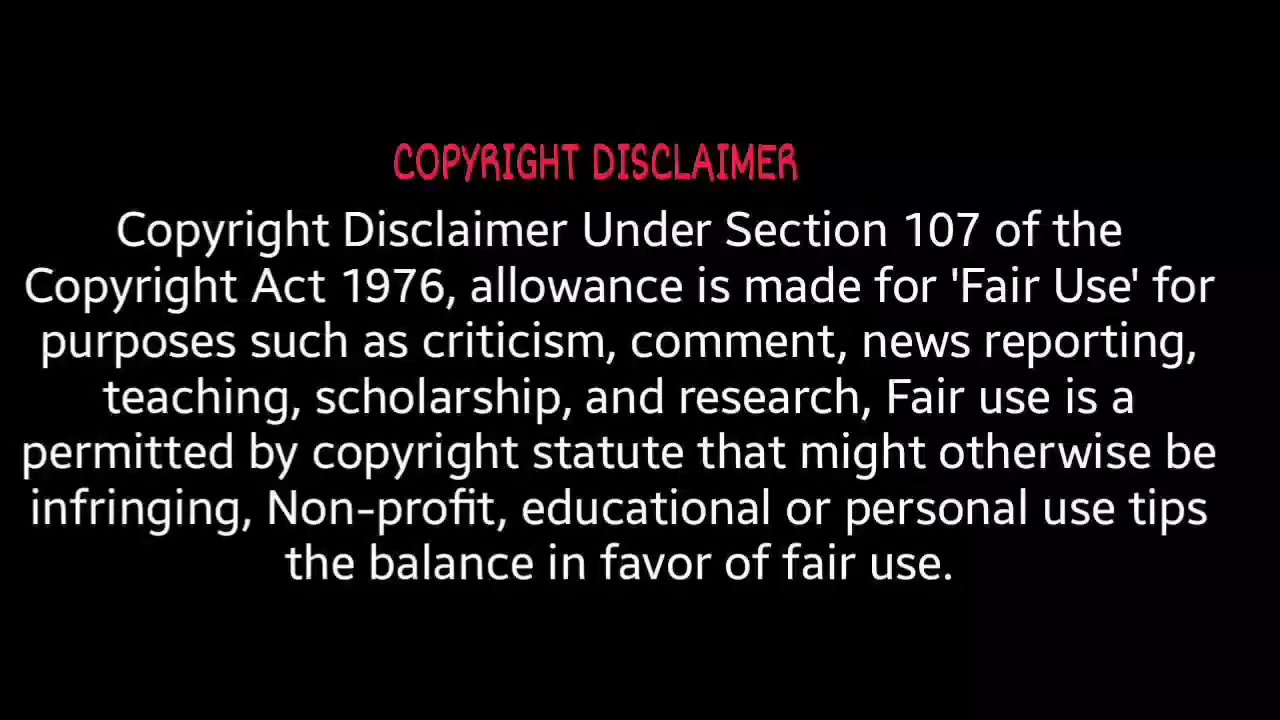 COPYRIGHT DISCLAIMER
Copyright Disclaimer Under Section 107 of the
Copyright Act 1976, allowance is made for 'Fair Use' for
purposes such as criticism, comment, news reporting,
teaching, scholarship, and research, Fair use is a
permitted by copyright statute that might otherwise be
infringing, Non-profit, educational or personal use tips
the balance in favor of fair use.